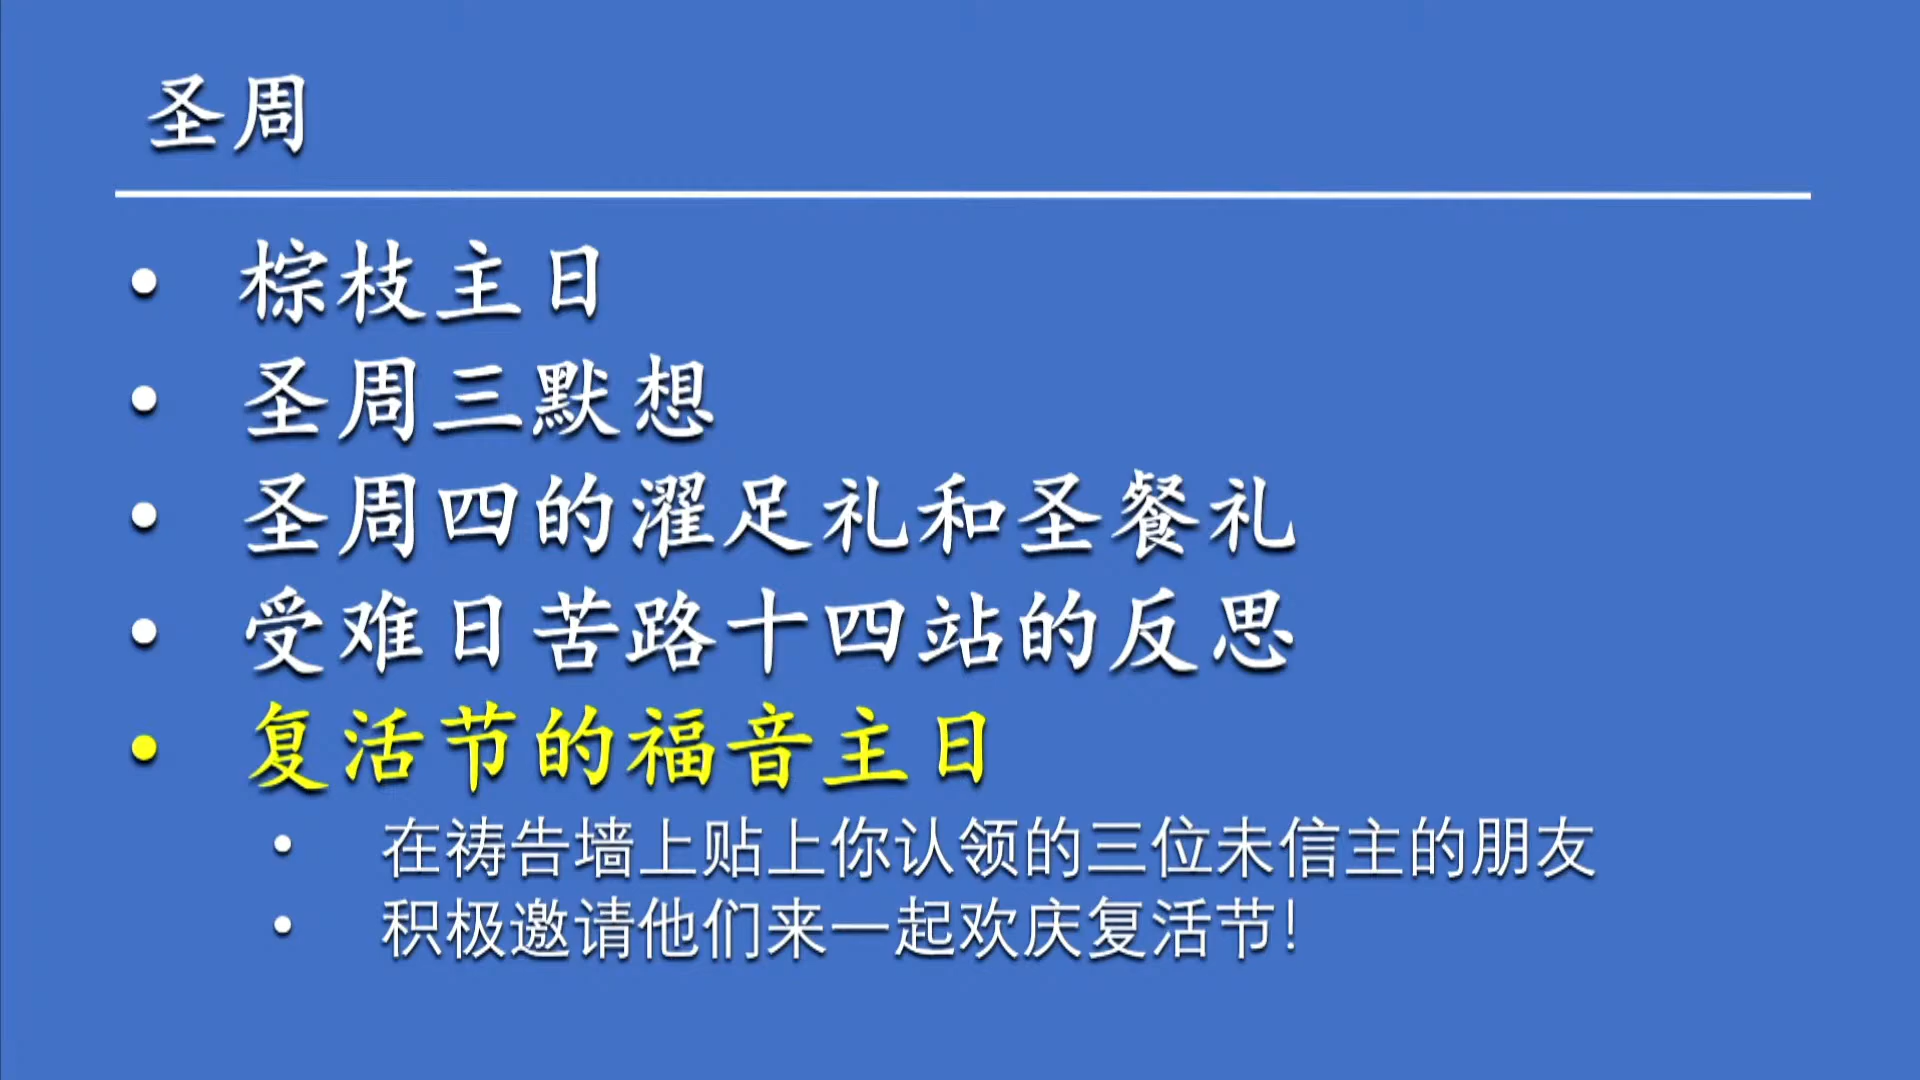 圣周
• 棕枝主日
• 圣周三默想
• 圣周四的濯足礼和圣餐礼
• 受难日苦路十四站的反思
• 复活节的福音主日
• 在祷告墙上贴上你认领的三位未信主的朋友
• 积极邀请他们来一起欢庆复活节！